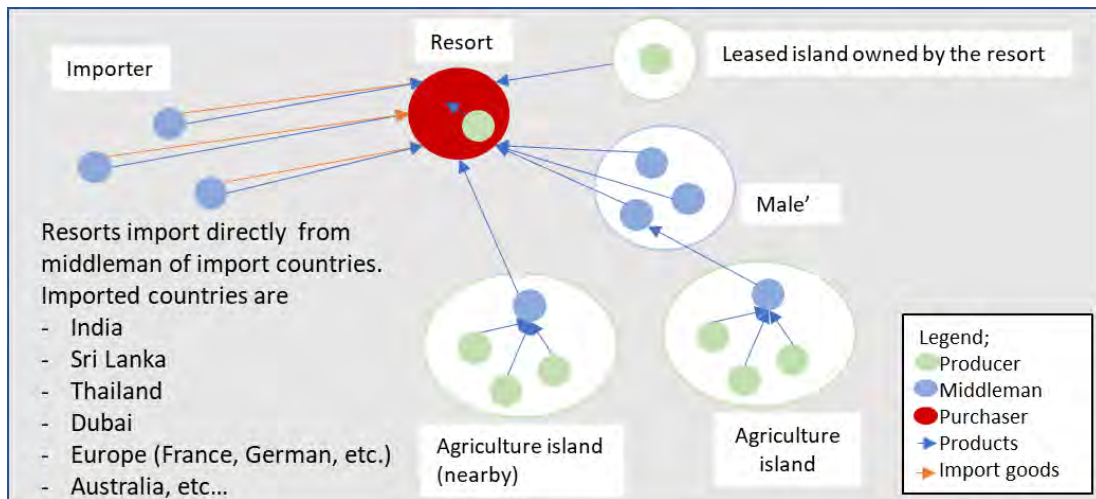 Resort
Importer
Leased island owned by the resort
Male’
Resorts import directly from
middleman of import countries.
Imported countries are
- India
- Sri Lanka
- Thailand
- Dubai
- Europe (France, German, etc.)
- Australia, etc...
Agriculture island
(nearby)
Agriculture
island
Legend;
Producer
Middleman
Purchaser
Products
Import goods